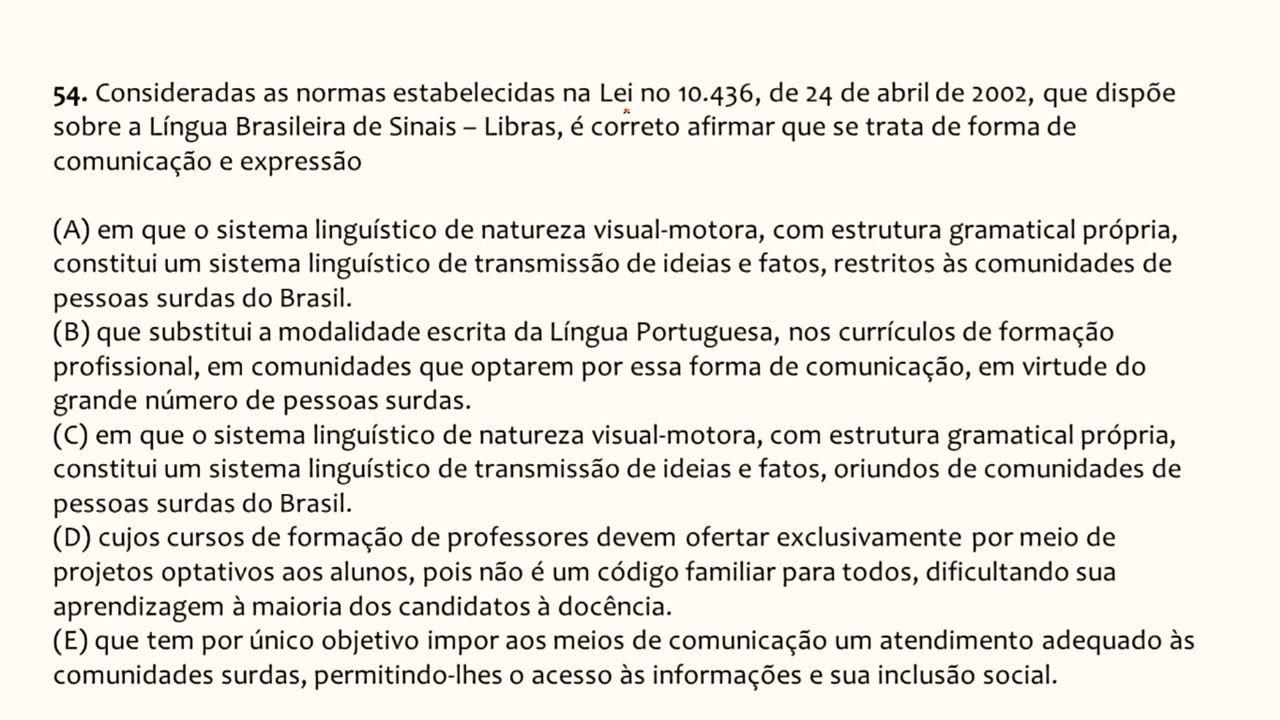 54. Consideradas as normas estabelecidas na Lei no 10.436, de 24 de abril de 2002, que dispõe
sobre a Língua Brasileira de Sinais – Libras, é correto afirmar que se trata de forma de
comunicação e expressão
(A) em que o sistema linguístico de natureza visual-motora, com estrutura gramatical própria,
constitui um sistema linguístico de transmissão de ideias e fatos, restritos às comunidades de
pessoas surdas do Brasil.
(B) que substitui a modalidade escrita da Língua Portuguesa, nos currículos de formação
profissional, em comunidades que optarem por essa forma de comunicação, em virtude do
grande número de pessoas surdas.
(C) em que o sistema linguístico de natureza visual-motora, com estrutura gramatical própria,
constitui um sistema linguístico de transmissão de ideias e fatos, oriundos de comunidades de
pessoas surdas do Brasil.
(D) cujos cursos de formação de professores devem ofertar exclusivamente por meio de
projetos optativos aos alunos, pois não é um código familiar para todos, dificultando sua
aprendizagem à maioria dos candidatos à docência.
(E) que tem por único objetivo impor aos meios de comunicação um atendimento adequado às
comunidades surdas, permitindo-lhes o acesso às informações e sua inclusão social.